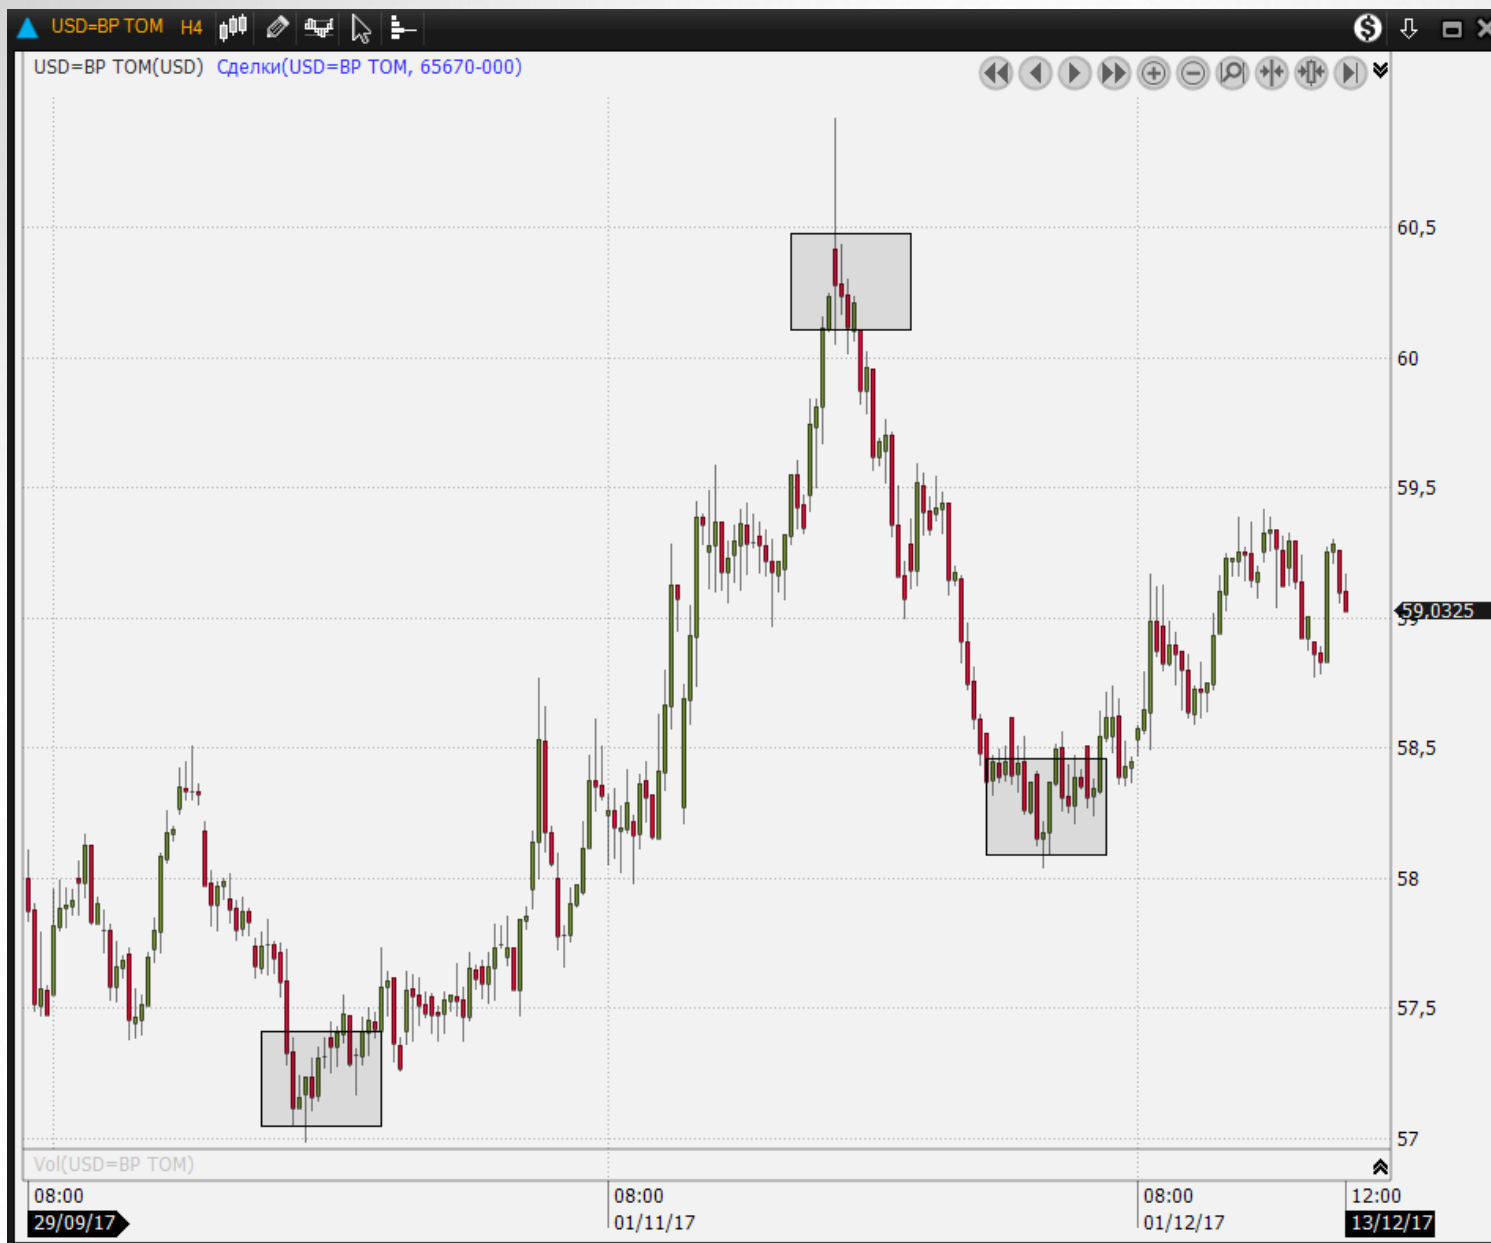 USD=BP TOM H4
USD=BP TOM(USD) Сделки(USD=BP TOM, 65670-000)
60,5
60
59,5
59,0325
59
58,5
58
57,5
57
Vol(USD=BP TOM)
08:00 08:00 08:00 12:00
29/09/17 01/11/17 01/12/17 13/12/17